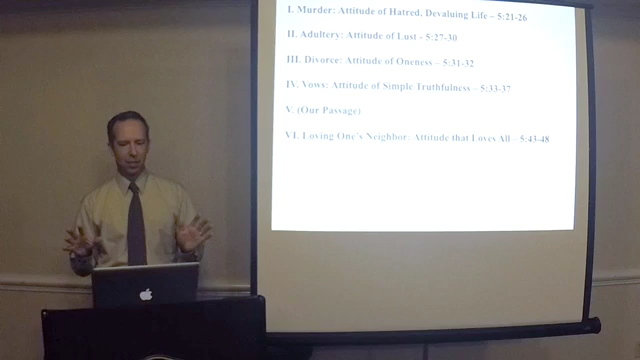 I. Murder: Attitude of Hatred, Devaluing Life – 5:21-26
II. Adultery: Attitude of Lust - 5:27-30
III. Divorce: Attitude of Oneness – 5:31-32
IV. Vows: Attitude of Simple Truthfulness – 5:33-37
V. (Our Passage)
VI. Loving One's Neighbor: Attitude that Loves All – 5:43-48